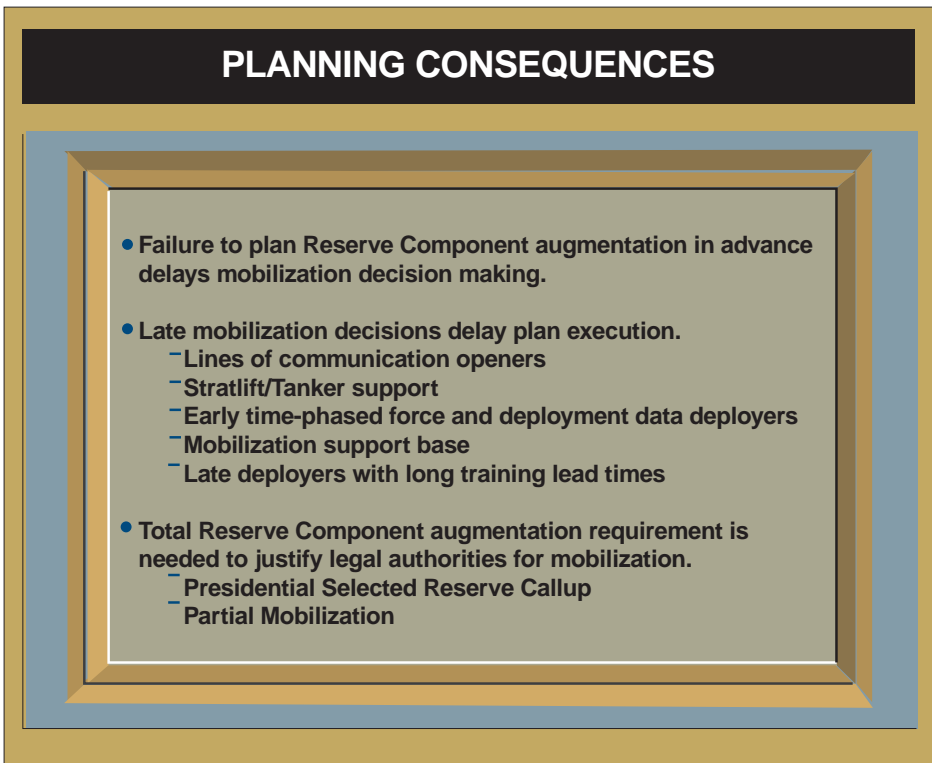 PLANNING CONSEQUENCES
• Failure to plan Reserve Component augmentation in advance
delays mobilization decision making.
• Late mobilization decisions delay plan execution.
– Lines of communication openers
– Stratlift/Tanker support
– Early time-phased force and deployment data deployers
– Mobilization support base
– Late deployers with long training lead times
• Total Reserve Component augmentation requirement is
needed to justify legal authorities for mobilization.
– Presidential Selected Reserve Callup
– Partial Mobilization